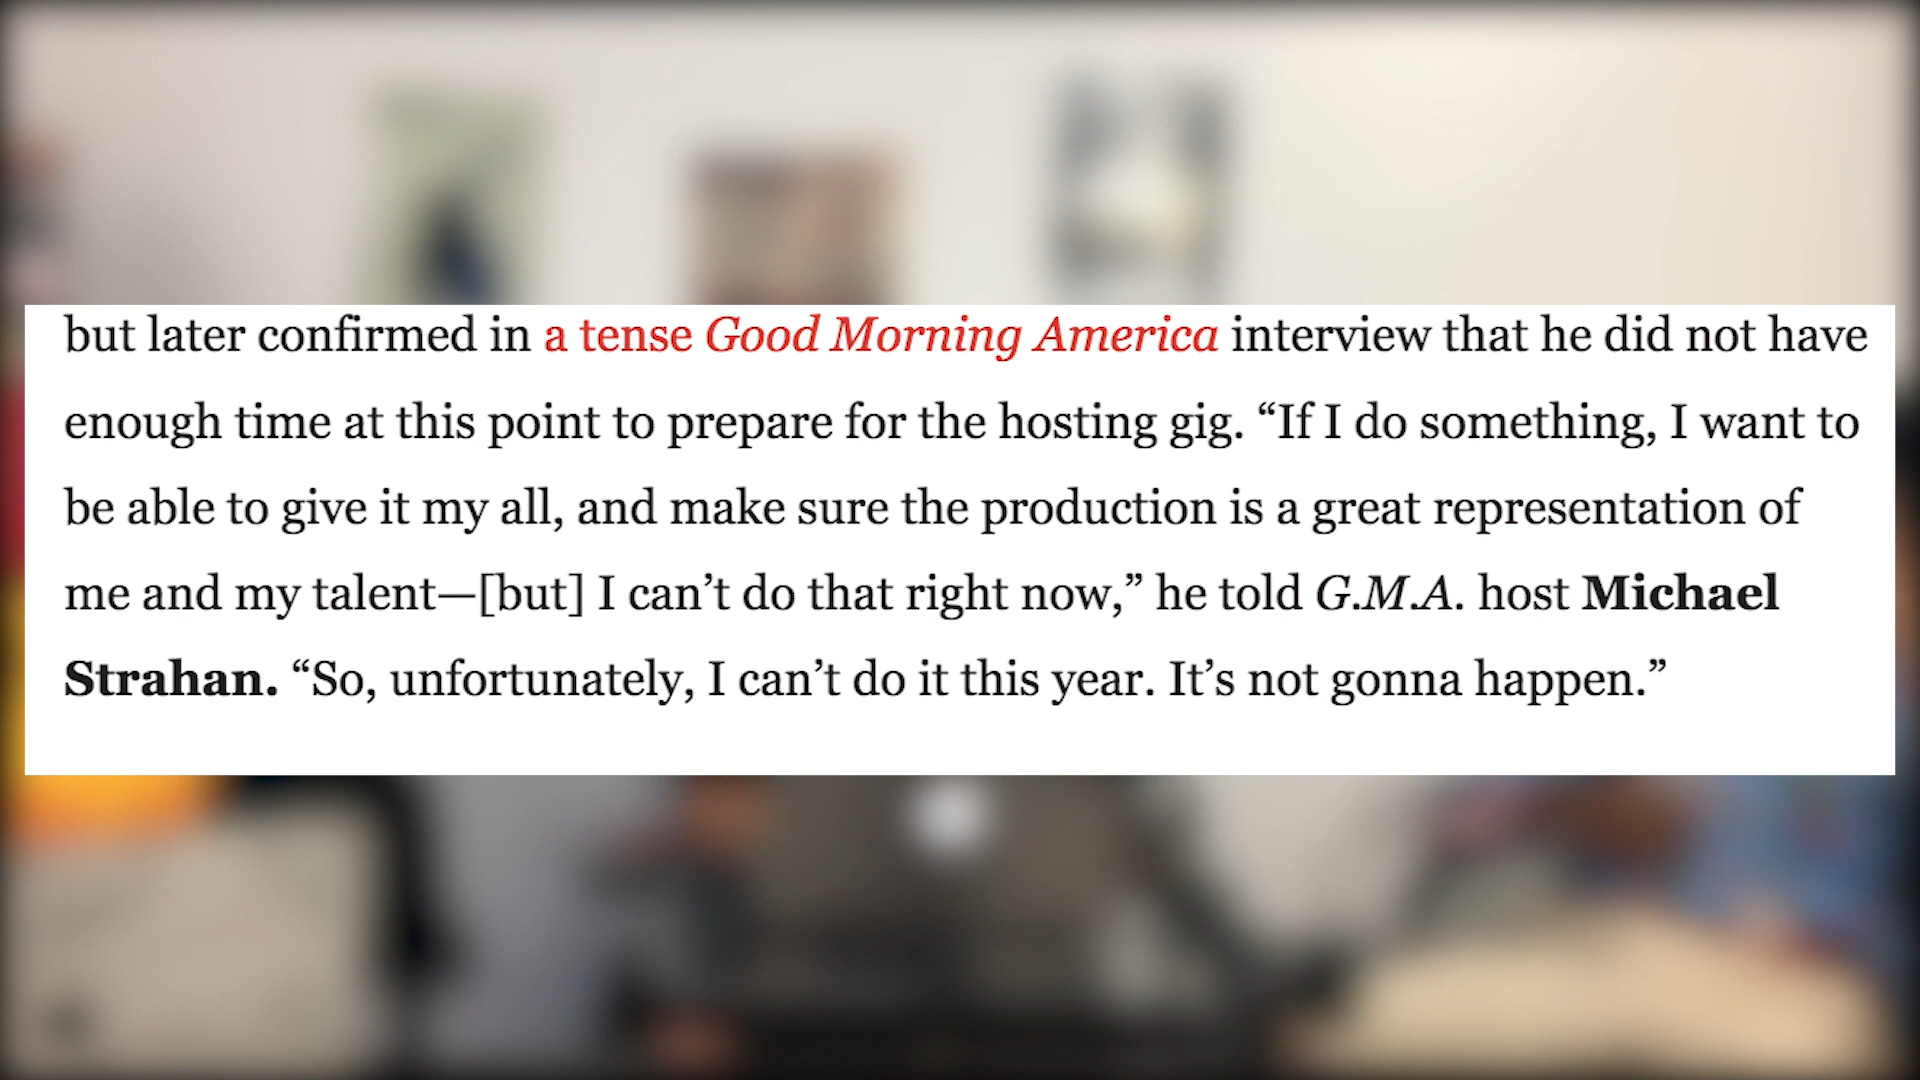 but later confirmed in a tense Good Morning America interview that he did not have
enough time at this point to prepare for the hosting gig. “If I do something, I want to
be able to give it my all, and make sure the production is a great representation of
me and my talent—[but] I can’t do that right now,” he told G.M.A. host Michael
Strahan. “So, unfortunately, I can’t do it this year. It’s not gonna happen.”